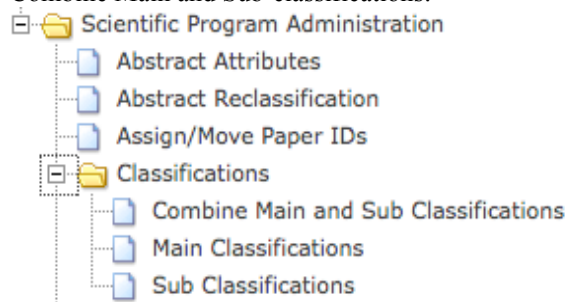 Combine Main and Sub-classifications.
Scientific Program Administration
Abstract Attributes
Abstract Reclassification
Assign/Move Paper IDs
Classifications
Combine Main and Sub Classifications
Main Classifications
Sub Classifications